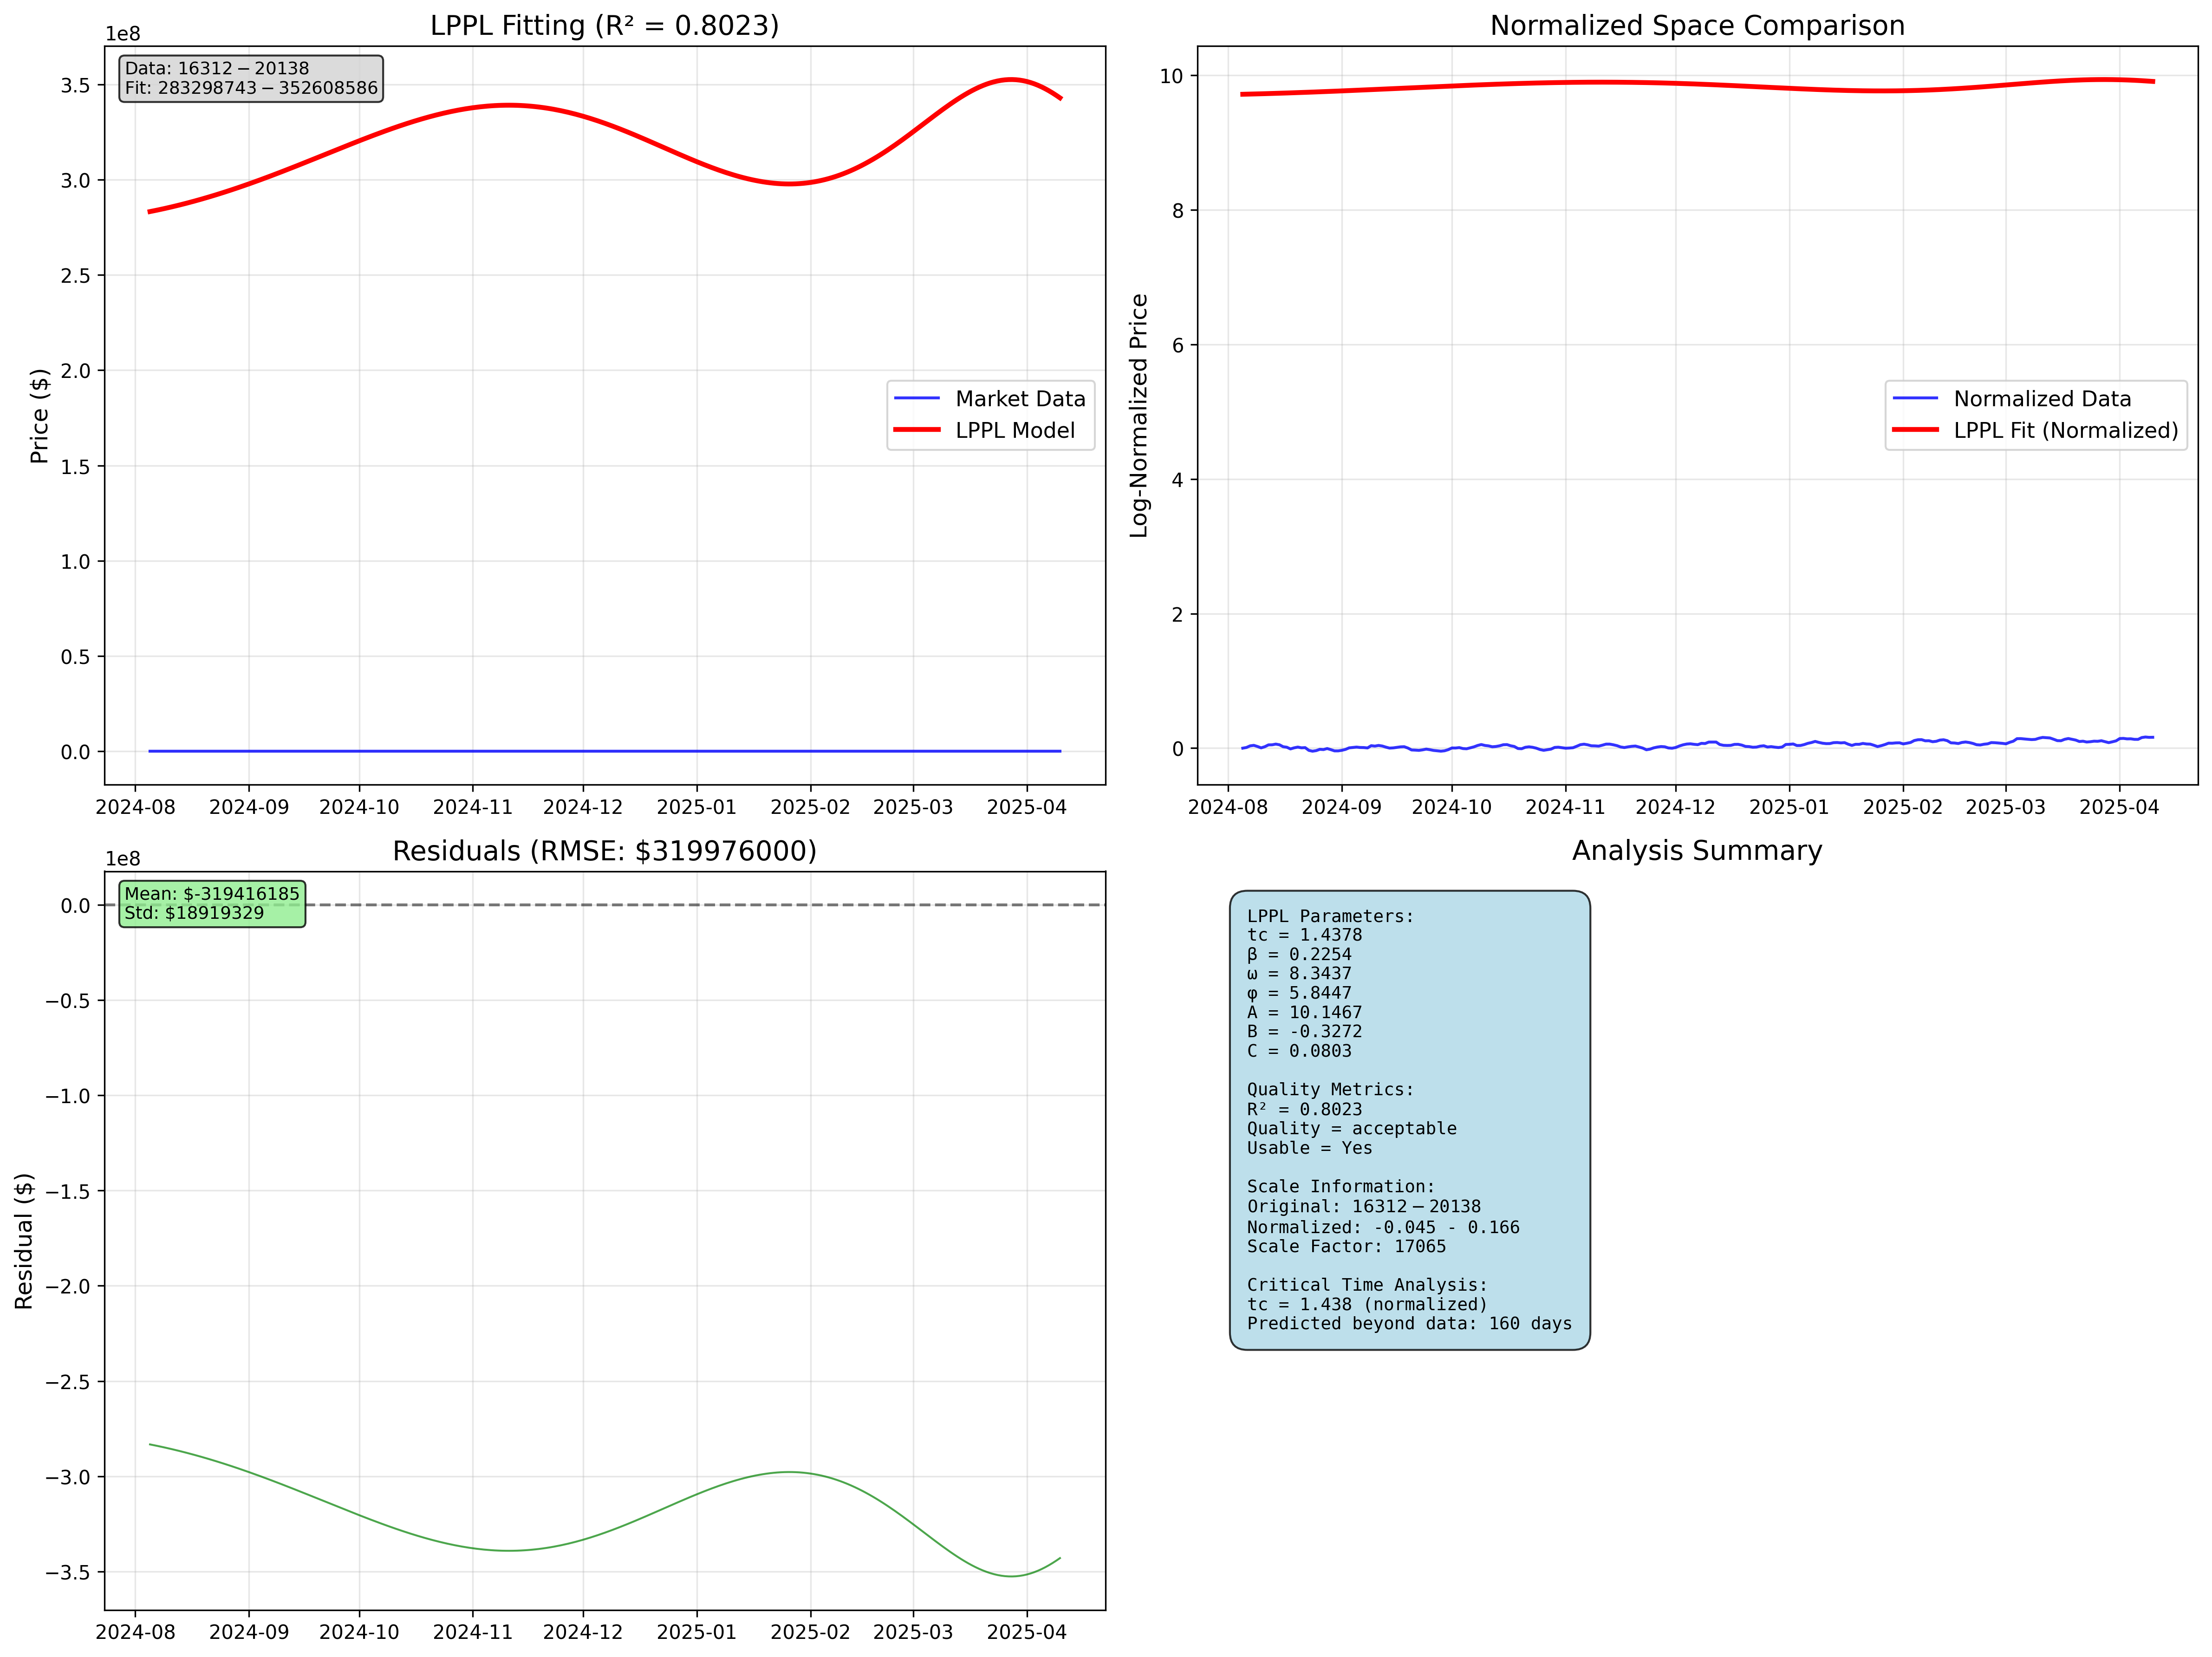 LPPL Fitting (R² = 0.8023)
1e8
Data: 16312 − 20138
Fit: 283298743 − 352608586
3.5
3.0
2.5
2.0
1.5
1.0
0.5
0.0
Price ($)
Market Data
LPPL Model
2024-08 2024-09 2024-10 2024-11 2024-12 2025-01 2025-02 2025-03 2025-04
Normalized Space Comparison
10
8
6
4
2
0
Log-Normalized Price
Normalized Data
LPPL Fit (Normalized)
2024-08 2024-09 2024-10 2024-11 2024-12 2025-01 2025-02 2025-03 2025-04
Residuals (RMSE: $319976000)
1e8
Mean: $-319416185
Std: $18919329
0.0
−0.5
−1.0
−1.5
−2.0
−2.5
−3.0
−3.5
Residual ($)
2024-08 2024-09 2024-10 2024-11 2024-12 2025-01 2025-02 2025-03 2025-04
Analysis Summary
LPPL Parameters:
tc = 1.4378
β = 0.2254
ω = 8.3437
φ = 5.8447
A = 10.1467
B = -0.3272
C = 0.0803
Quality Metrics:
R² = 0.8023
Quality = acceptable
Usable = Yes
Scale Information:
Original: 16312 − 20138
Normalized: -0.045 - 0.166
Scale Factor: 17065
Critical Time Analysis:
tc = 1.438 (normalized)
Predicted beyond data: 160 days